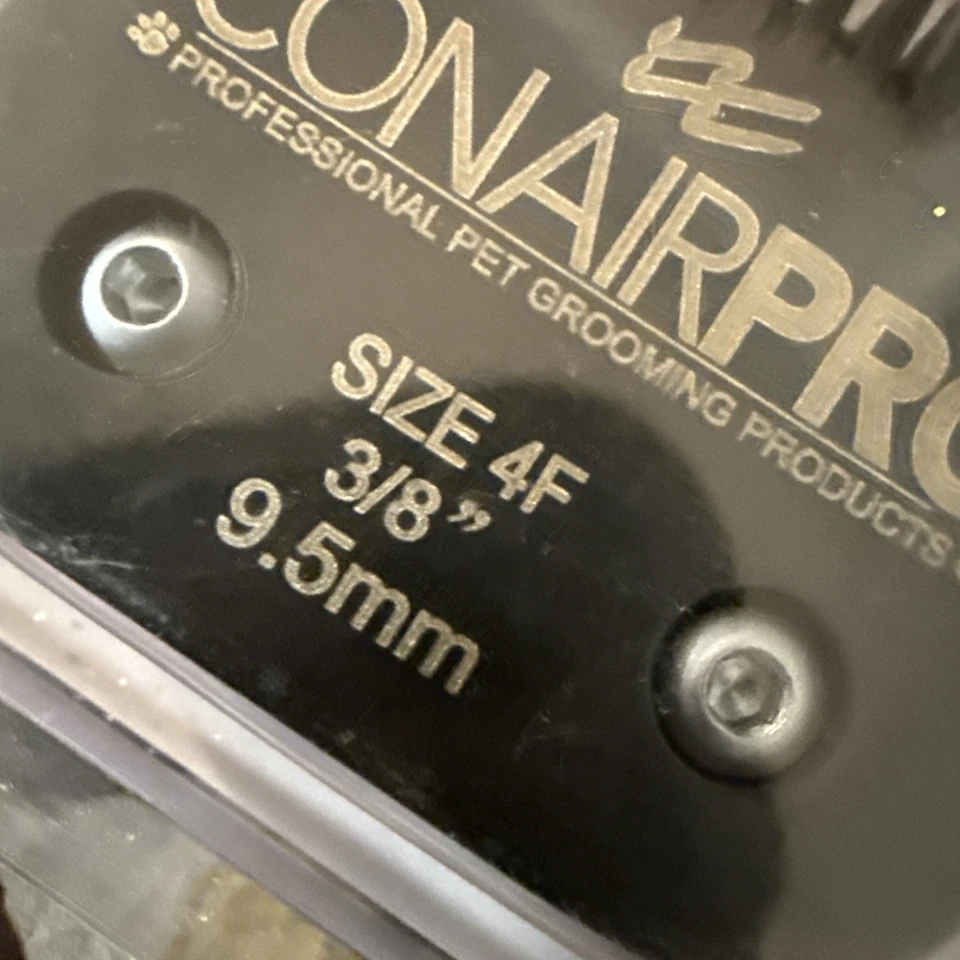 CONAIRPRO
PROFESSIONAL PET GROOMING PRODUCTS
SIZE 4F
3/8”
9.5mm